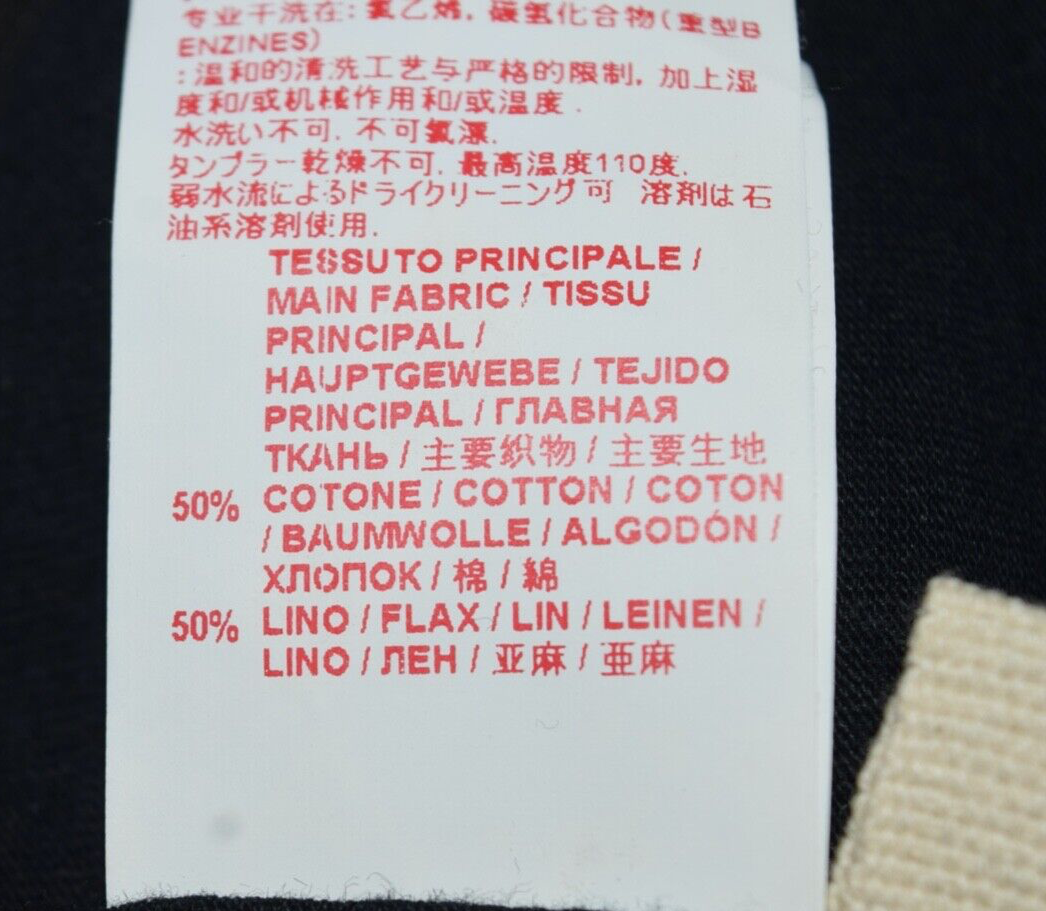 专业干洗在: 氯乙烯, 碳氢化合物(重型B
ENZINES)
:温和的清洗工艺与严格的限制, 加上湿
度和/或机械作用和/或温度.
水洗い不可, 不可氯漂.
タンブラー乾燥不可, 最高温度110度.
弱水流によるドライクリーニング可 溶剤は石
油系溶剤使用.
TESSUTO PRINCIPALE /
MAIN FABRIC / TISSU
PRINCIPAL /
HAUPTGEWEBE / TEJIDO
PRINCIPAL / ГЛАВНАЯ
ТКАНЬ / 主要织物 / 主要生地
50% COTONE / COTTON / COTON
/ BAUMWOLLE / ALGODÓN /
ХЛОПОК / 棉 / 綿
50% LINO / FLAX / LIN / LEINEN /
LINO / ЛЕН / 亚麻 / 亜麻